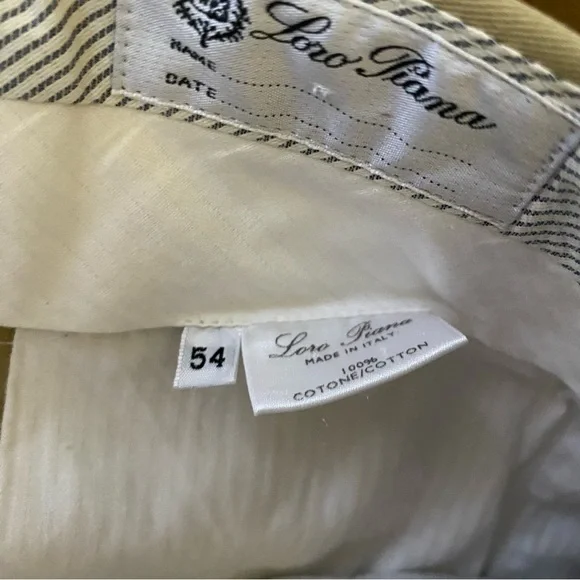 Loro Piana
NAME
DATE
54
Loro Piana
MADE IN ITALY
100%
COTONE/COTTON